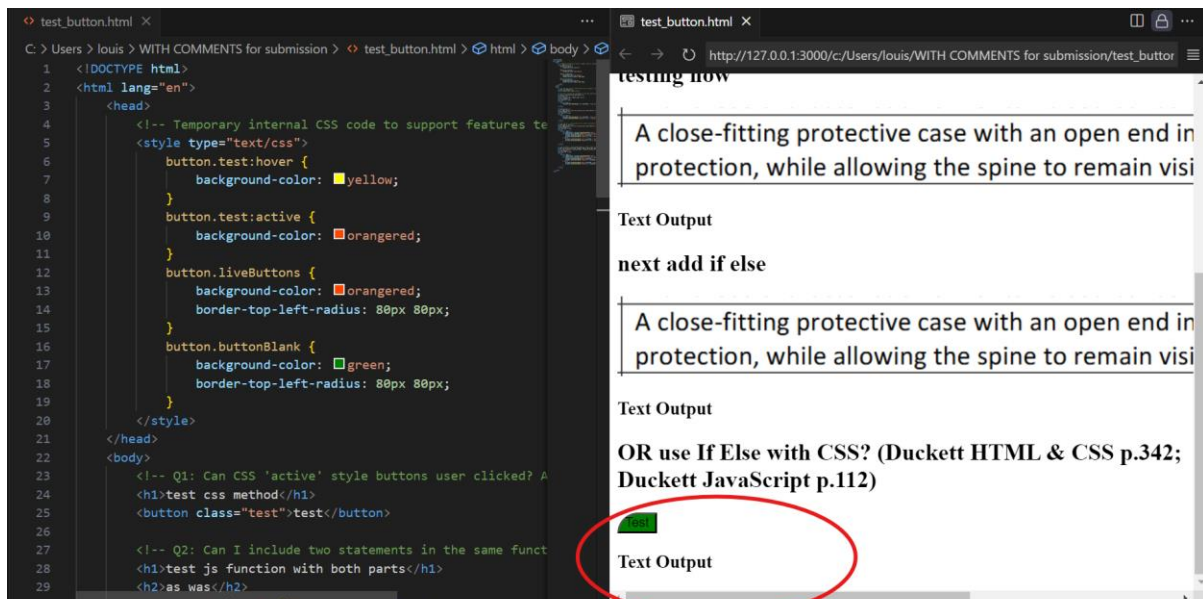 test_button.html
C: > Users > louis > WITH COMMENTS for submission > test_button.html > html > body >
1 <!DOCTYPE html>
2 <html lang="en">
3 <head>
4 <!-- Temporary internal CSS code to support features te
5 <style type="text/css">
6 button.test:hover {
7 background-color: yellow;
8 }
9 button.test:active {
10 background-color: orangered;
11 }
12 button.liveButtons {
13 background-color: orangered;
14 border-top-left-radius: 80px 80px;
15 }
16 button.buttonBlank {
17 background-color: green;
18 border-top-left-radius: 80px 80px;
19 }
20 </style>
21 </head>
22 <body>
23 <!-- Q1: Can CSS 'active' style buttons user clicked? A
24 <h1>test css method</h1>
25 <button class="test">test</button>
26
27 <!-- Q2: Can I include two statements in the same funct
28 <h1>test js function with both parts</h1>
29 <h2>as was</h2>
test_button.html
http://127.0.0.1:3000/c:/Users/louis/WITH COMMENTS for submission/test_buttor
testing now
A close-fitting protective case with an open end in
protection, while allowing the spine to remain visi
Text Output
next add if else
A close-fitting protective case with an open end in
protection, while allowing the spine to remain visi
Text Output
OR use If Else with CSS? (Duckett HTML & CSS p.342;
Duckett JavaScript p.112)
Test
Text Output